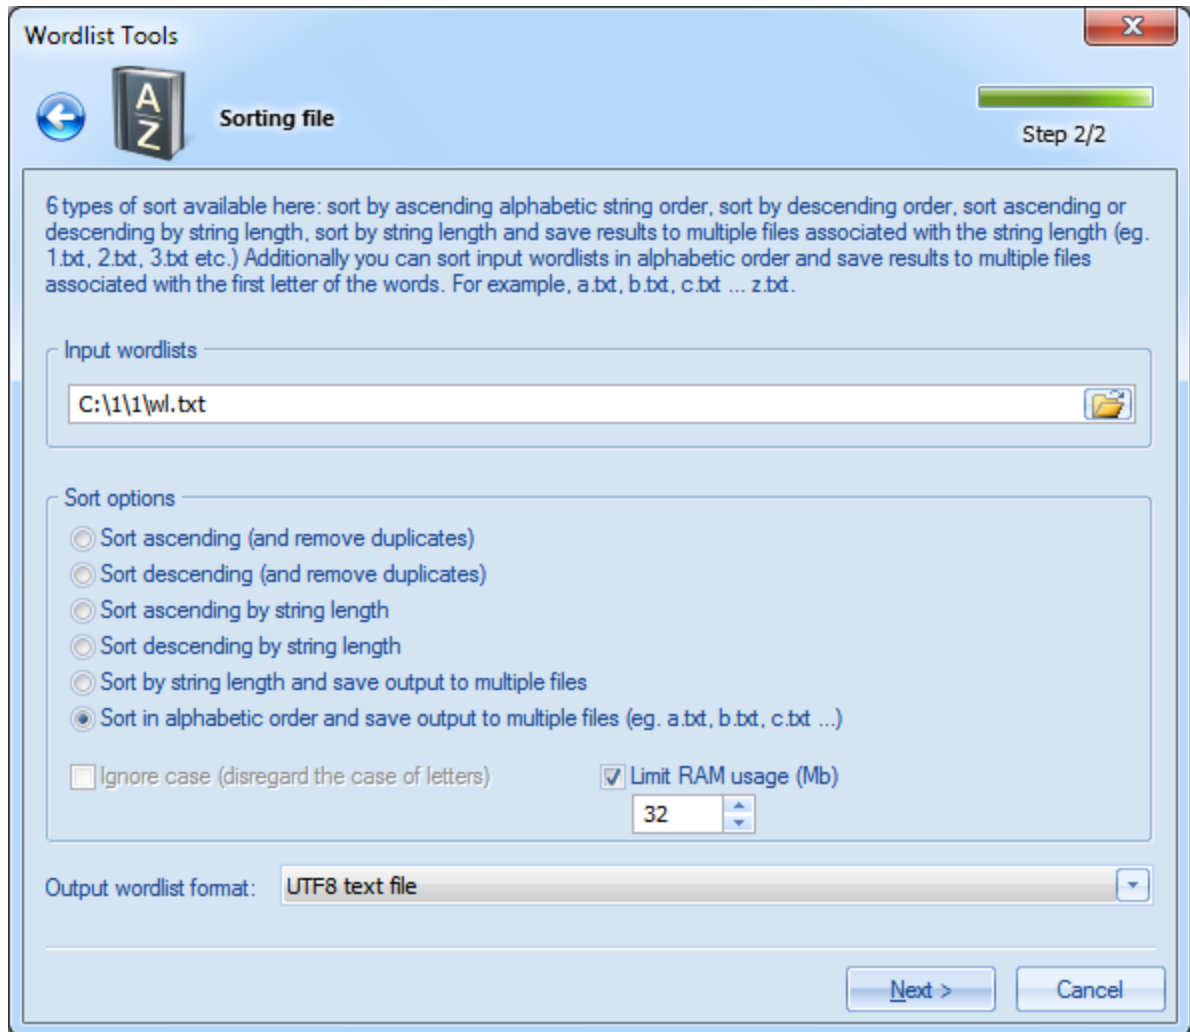 Wordlist Tools
A
Z
Sorting file
Step 2/2
6 types of sort available here: sort by ascending alphabetic string order, sort by descending order, sort ascending or
descending by string length, sort by string length and save results to multiple files associated with the string length (eg.
1.txt, 2.txt, 3.txt etc.) Additionally you can sort input wordlists in alphabetic order and save results to multiple files
associated with the first letter of the words. For example, a.txt, b.txt, c.txt ... z.txt.
Input wordlists
C:\1\1\wl.txt
Sort options
Sort ascending (and remove duplicates)
Sort descending (and remove duplicates)
Sort ascending by string length
Sort descending by string length
Sort by string length and save output to multiple files
Sort in alphabetic order and save output to multiple files (eg. a.txt, b.txt, c.txt ...)
Ignore case (disregard the case of letters)
Limit RAM usage (Mb)
32
Output wordlist format:
UTF8 text file
Next >
Cancel